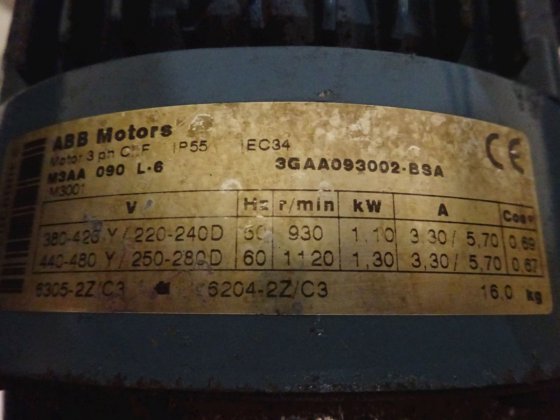 ABB Motors CE
Motor 3 ph Cl F IP55 IEC34
M3AA 090 L-6 3GAA093002-BSA
M3001
V Hz r/min kW A Cos φ
380-420 Y / 220-240D 50 930 1,10 3,30 / 5,70 0,69
440-480 Y / 250-280D 60 1120 1,30 3,30 / 5,70 0,67
6305-2Z/C3 6204-2Z/C3 16,0 kg